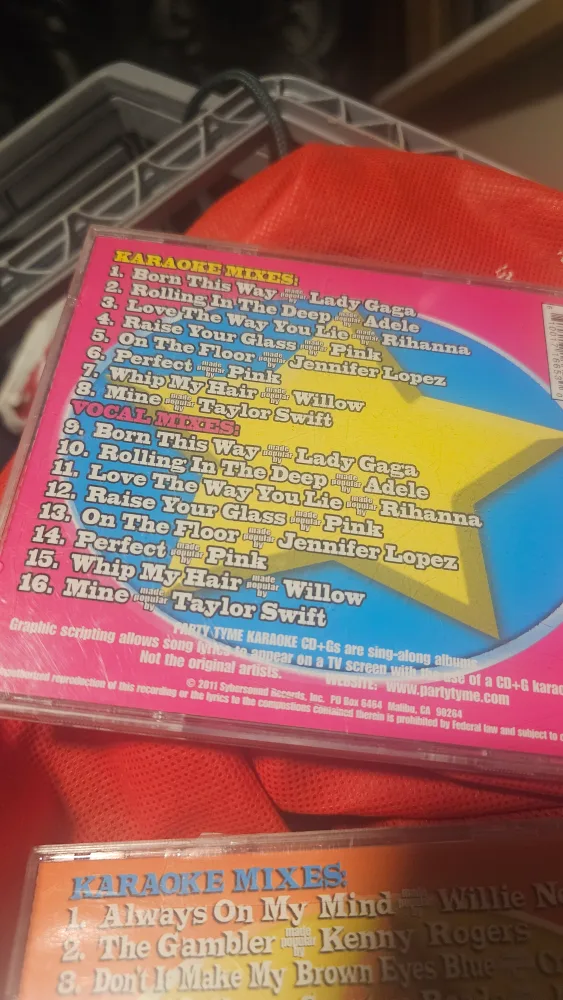 KARAOKE MIXES:
1. Born This Way made popular by Lady Gaga
2. Rolling In The Deep made popular by Adele
3. Love The Way You Lie made popular by Rihanna
4. Raise Your Glass made popular by Pink
5. On The Floor made popular by Jennifer Lopez
6. Perfect made popular by Pink
7. Whip My Hair made popular by Willow
8. Mine made popular by Taylor Swift
VOCAL MIXES:
9. Born This Way made popular by Lady Gaga
10. Rolling In The Deep made popular by Adele
11. Love The Way You Lie made popular by Rihanna
12. Raise Your Glass made popular by Pink
13. On The Floor made popular by Jennifer Lopez
14. Perfect made popular by Pink
15. Whip My Hair made popular by Willow
16. Mine made popular by Taylor Swift
PARTY TYME KARAOKE CD+Gs are sing-along albums
Graphic scripting allows song lyrics to appear on a TV screen with the use of a CD+G karao
Not the original artists. WEBSITE: www.partytyme.com
© 2011 Sybersound Records, Inc. PO Box 6464 Malibu, CA 90264
reproduction of this recording or the lyrics to the compositions contained therein is prohibited by Federal law and subject to
KARAOKE MIXES:
1. Always On My Mind made popular by Willie Ne
2. The Gambler made popular by Kenny Rogers
3. Don't It Make My Brown Eyes Blue